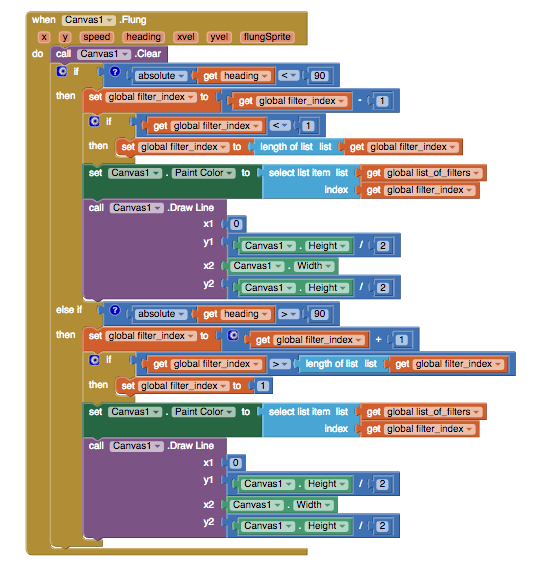 when Canvas1 .Flung
x y speed heading xvel yvel flungSprite
do call Canvas1 .Clear
if absolute get heading < 90
then set global filter_index to get global filter_index - 1
if get global filter_index < 1
then set global filter_index to length of list list get global filter_index
set Canvas1 . Paint Color to select list item list get global list_of_filters
index get global filter_index
call Canvas1 .Draw Line
x1 0
y1 Canvas1 . Height / 2
x2 Canvas1 . Width
y2 Canvas1 . Height / 2
else if absolute get heading > 90
then set global filter_index to get global filter_index + 1
if get global filter_index > length of list list get global filter_index
then set global filter_index to 1
set Canvas1 . Paint Color to select list item list get global list_of_filters
index get global filter_index
call Canvas1 .Draw Line
x1 0
y1 Canvas1 . Height / 2
x2 Canvas1 . Width
y2 Canvas1 . Height / 2